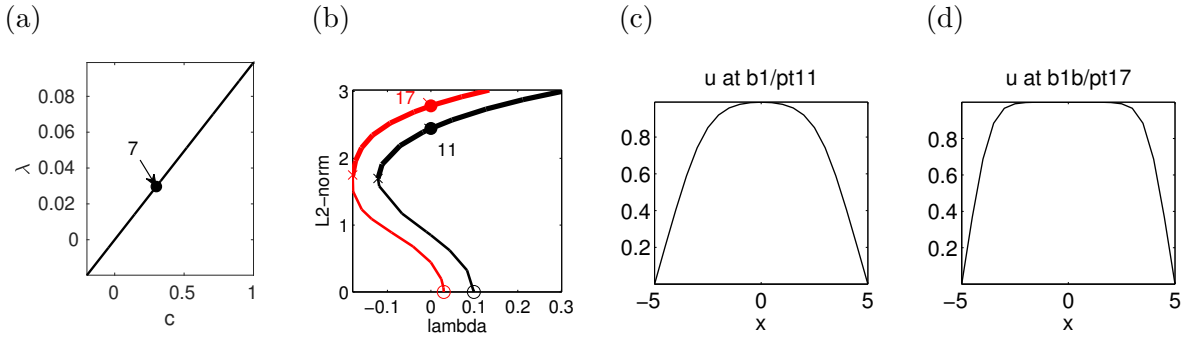 (a)
(b)
(c)
(d)
u at b1/pt11
u at b1b/pt17
0.08
0.06
0.04
0.02
0
λ
7
0
0.5
1
c
3
2
1
0
L2−norm
17
11
−0.1
0
0.1
0.2
0.3
lambda
0.8
0.6
0.4
0.2
−5
0
5
x
0.8
0.6
0.4
0.2
−5
0
5
x